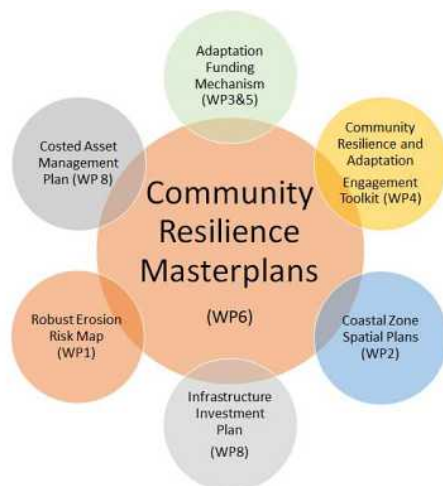 Adaptation
Funding
Mechanism
(WP3&5)
Costed Asset
Management
Plan (WP 8)
Community
Resilience and
Adaptation
Engagement
Toolkit (WP4)
Community
Resilience
Masterplans
(WP6)
Robust Erosion
Risk Map
(WP1)
Coastal Zone
Spatial Plans
(WP2)
Infrastructure
Investment
Plan
(WP8)